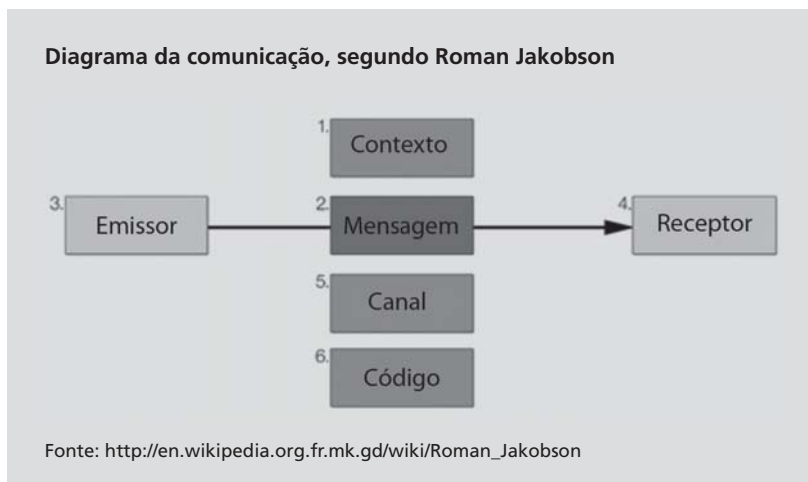 Diagrama da comunicação, segundo Roman Jakobson
1. Contexto
3. Emissor
2. Mensagem
4. Receptor
5. Canal
6. Código
Fonte: http://en.wikipedia.org.fr.mk.gd/wiki/Roman_Jakobson